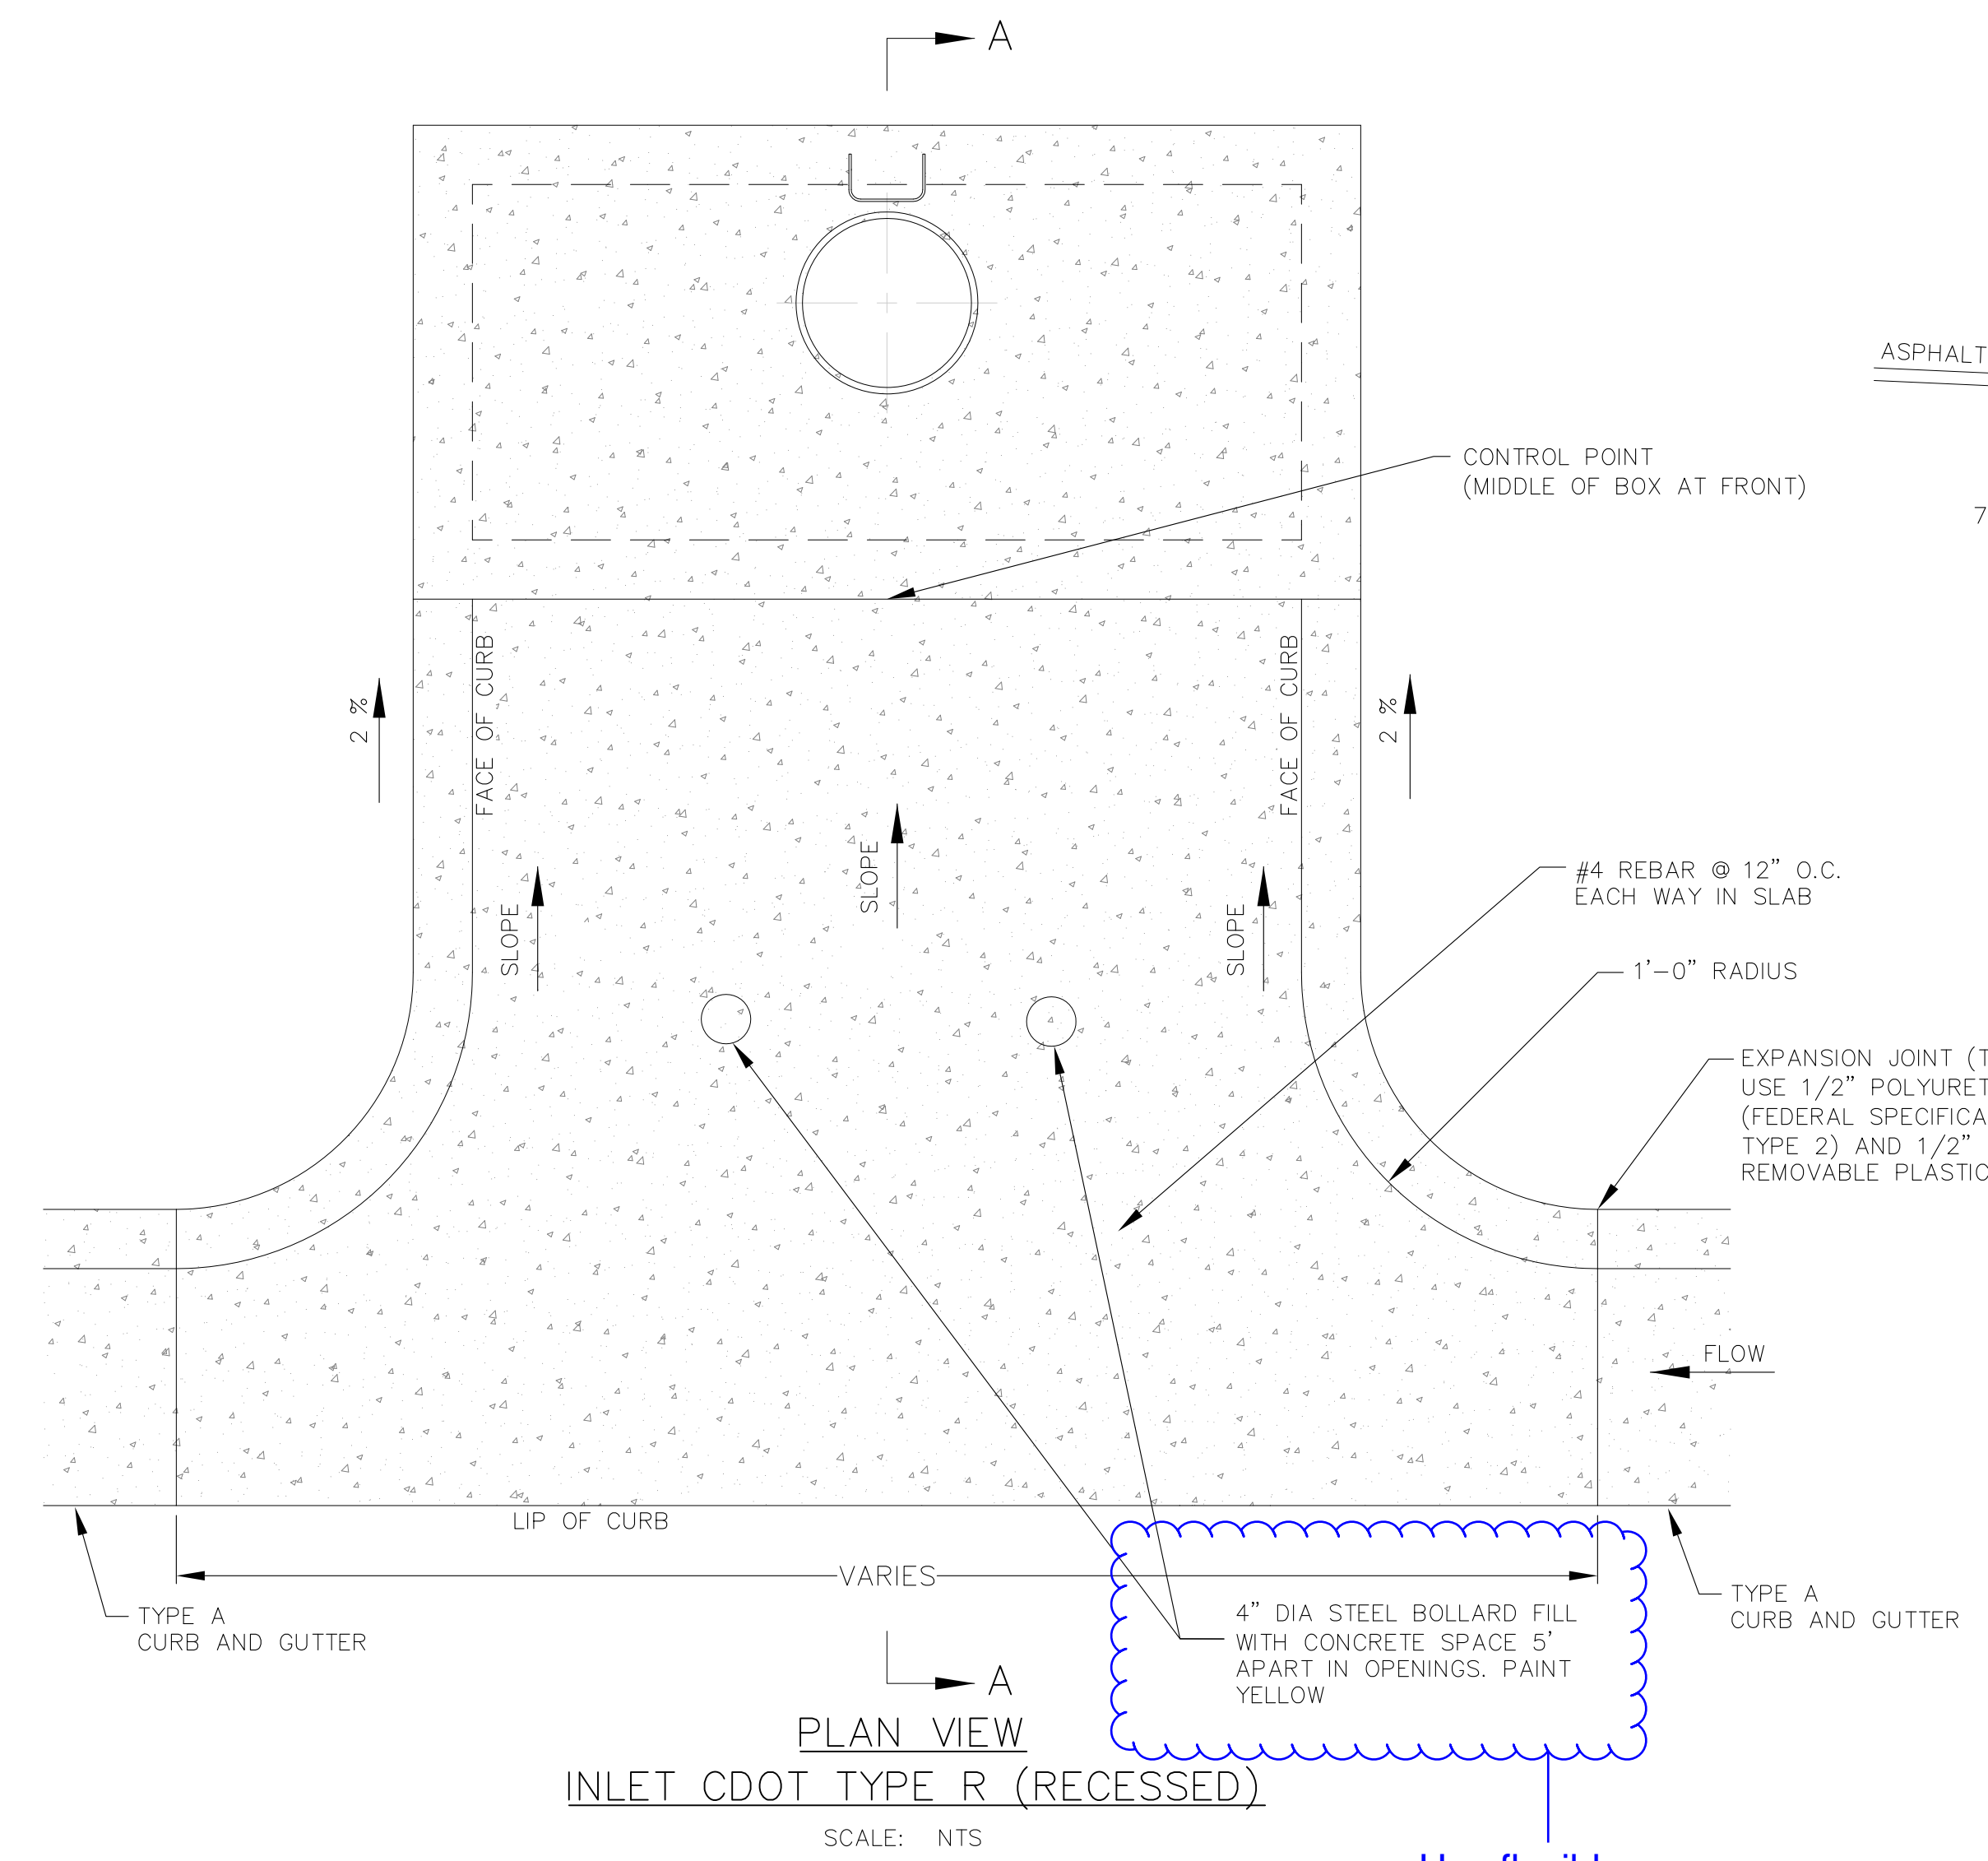 A
ASPHALT
CONTROL POINT
(MIDDLE OF BOX AT FRONT)
7
FACE OF CURB
FACE OF CURB
2 %
2 %
SLOPE
SLOPE
SLOPE
#4 REBAR @ 12" O.C.
EACH WAY IN SLAB
1'-0" RADIUS
EXPANSION JOINT
USE 1/2"
TYPE 2) AND 1/2"
REMOVABLE PLASTIC
FLOW
LIP OF CURB
VARIES
TYPE A
CURB AND GUTTER
4" DIA STEEL BOLLARD FILL
WITH CONCRETE SPACE 5'
APART IN OPENINGS. PAINT
YELLOW
TYPE A
CURB AND GUTTER
A
PLAN VIEW
INLET CDOT TYPE R (RECESSED)
SCALE: NTS